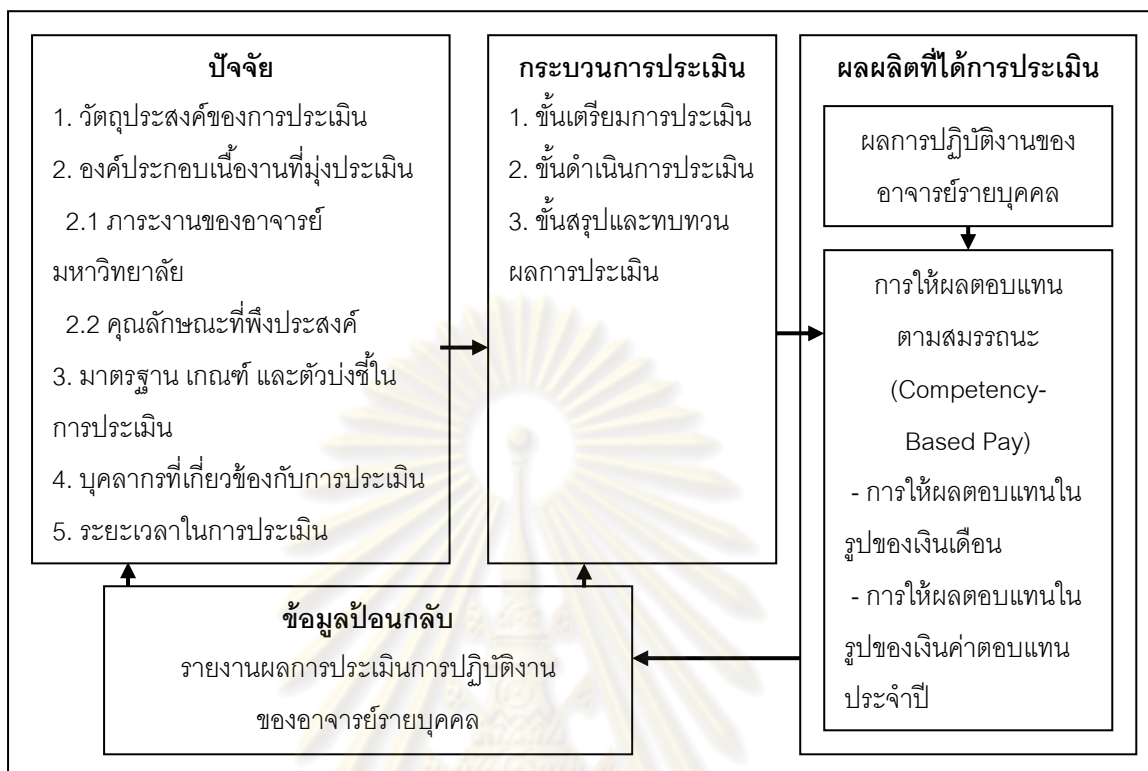 ปัจจัย
1. วัตถุประสงค์ของการประเมิน
2. องค์ประกอบเนื้องานที่มุ่งประเมิน
2.1 ภาระงานของอาจารย์
มหาวิทยาลัย
2.2 คุณลักษณะที่พึงประสงค์
3. มาตรฐาน เกณฑ์ และตัวบ่งชี้ใน
การประเมิน
4. บุคลากรที่เกี่ยวข้องกับการประเมิน
5. ระยะเวลาในการประเมิน
กระบวนการประเมิน
1. ขั้นเตรียมการประเมิน
2. ขั้นดำเนินการประเมิน
3. ขั้นสรุปและทบทวน
ผลการประเมิน
ผลผลิตที่ได้การประเมิน
ผลการปฏิบัติงานของ
อาจารย์รายบุคคล
การให้ผลตอบแทน
ตามสมรรถนะ
(Competency-
Based Pay)
- การให้ผลตอบแทนใน
รูปของเงินเดือน
- การให้ผลตอบแทนใน
รูปของเงินค่าตอบแทน
ประจำปี
ข้อมูลป้อนกลับ
รายงานผลการประเมินการปฏิบัติงาน
ของอาจารย์รายบุคคล